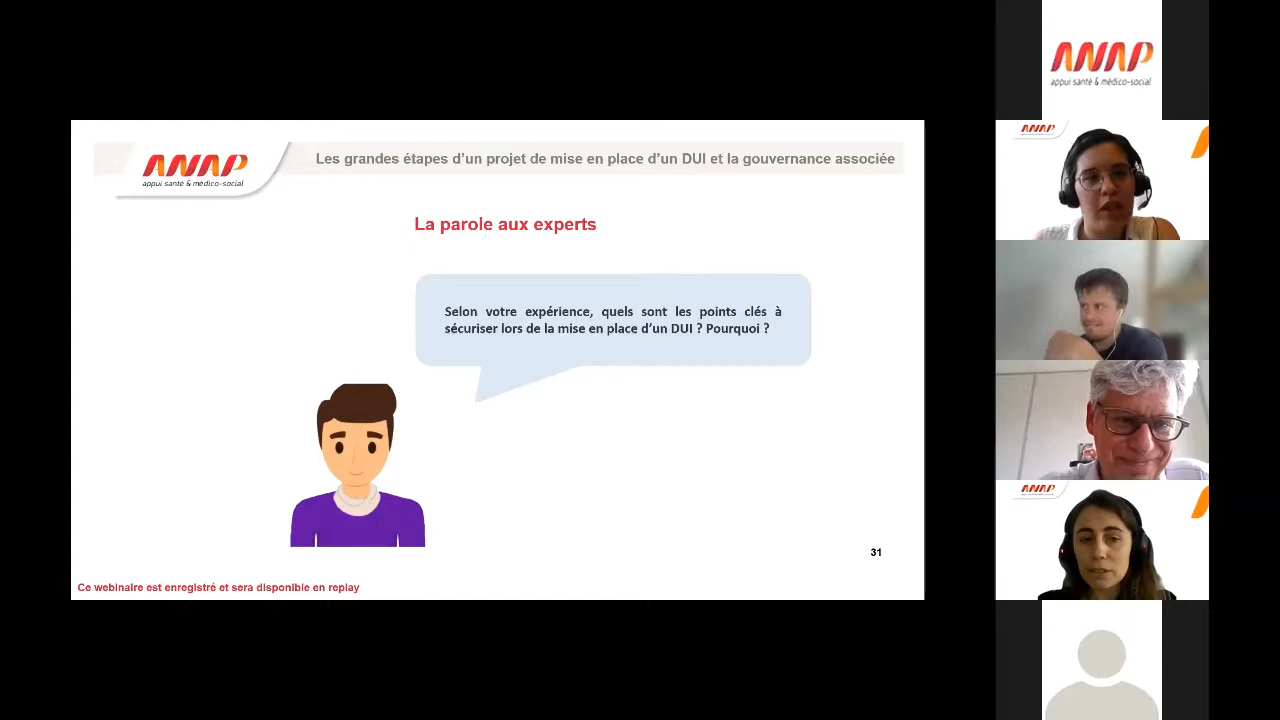 ANAP
appui santé & médico-social
Les grandes étapes d'un projet de mise en place d'un DUI et la gouvernance associée
La parole aux experts
Selon votre expérience, quels sont les points clés à
sécuriser lors de la mise en place d'un DUI ? Pourquoi ?
31
Ce webinaire est enregistré et sera disponible en replay
ANAP
appui santé & médico-social
ANAP
ANAP